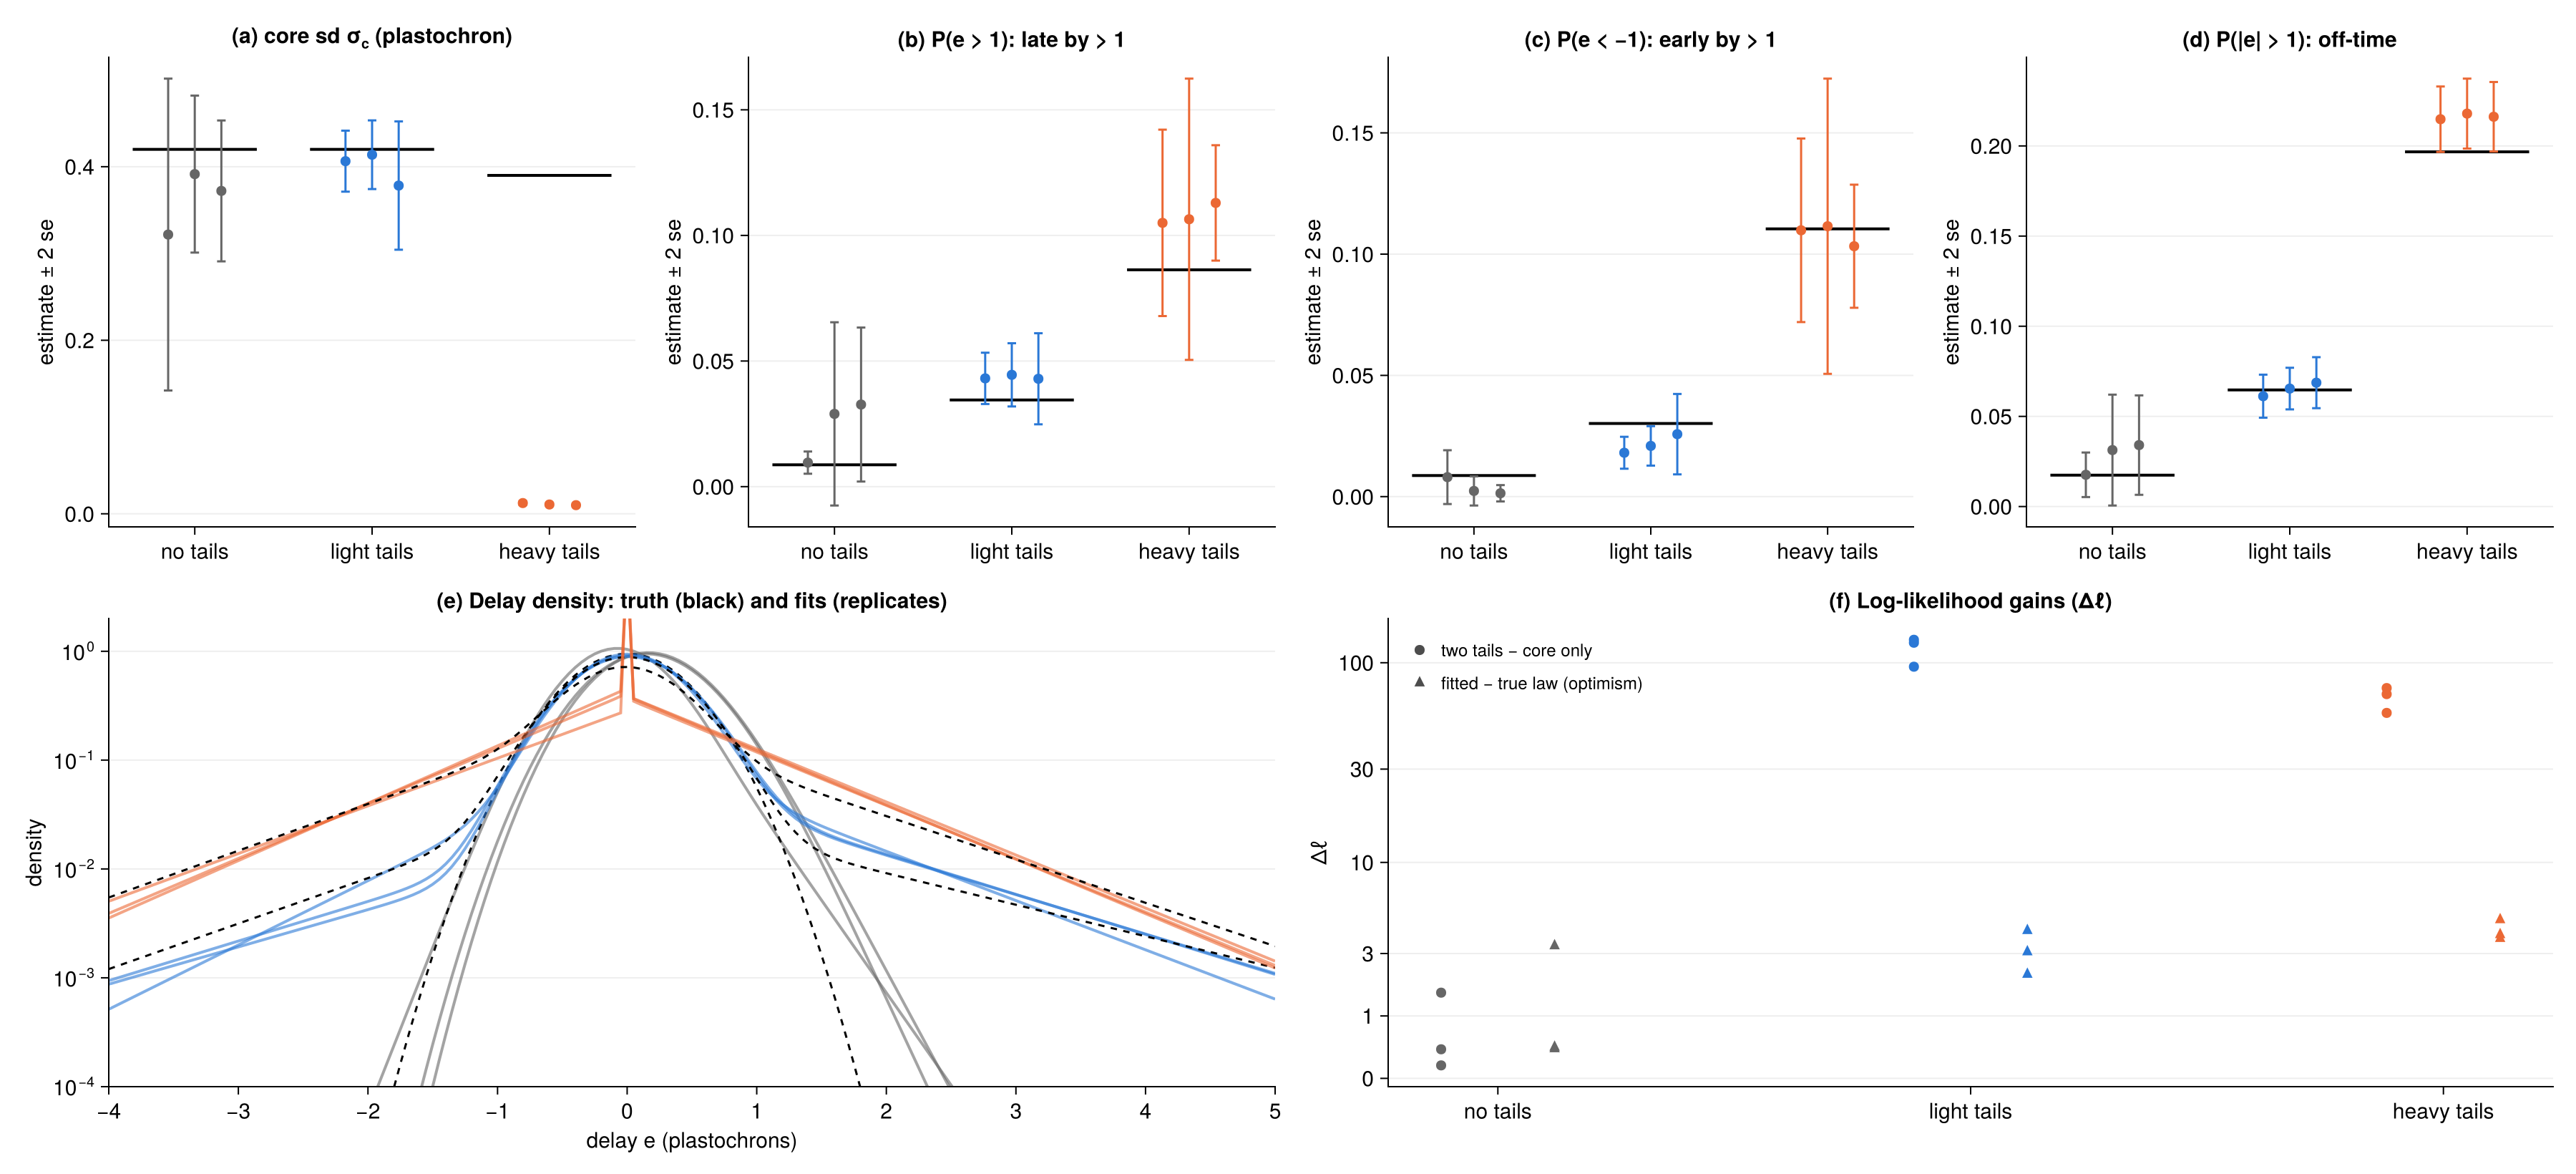 (a) core sd σc (plastochron)
estimate ± 2 se
0.4
0.2
0.0
no tails
light tails
heavy tails
(b) P(e > 1): late by > 1
estimate ± 2 se
0.15
0.10
0.05
0.00
no tails
light tails
heavy tails
(c) P(e < −1): early by > 1
estimate ± 2 se
0.15
0.10
0.05
0.00
no tails
light tails
heavy tails
(d) P(|e| > 1): off-time
estimate ± 2 se
0.20
0.15
0.10
0.05
0.00
no tails
light tails
heavy tails
(e) Delay density: truth (black) and fits (replicates)
density
10⁰
10⁻¹
10⁻²
10⁻³
10⁻⁴
−4
−3
−2
−1
0
1
2
3
4
5
delay e (plastochrons)
(f) Log-likelihood gains (Δℓ)
two tails − core only
fitted − true law (optimism)
Δℓ
100
30
10
3
1
0
no tails
light tails
heavy tails